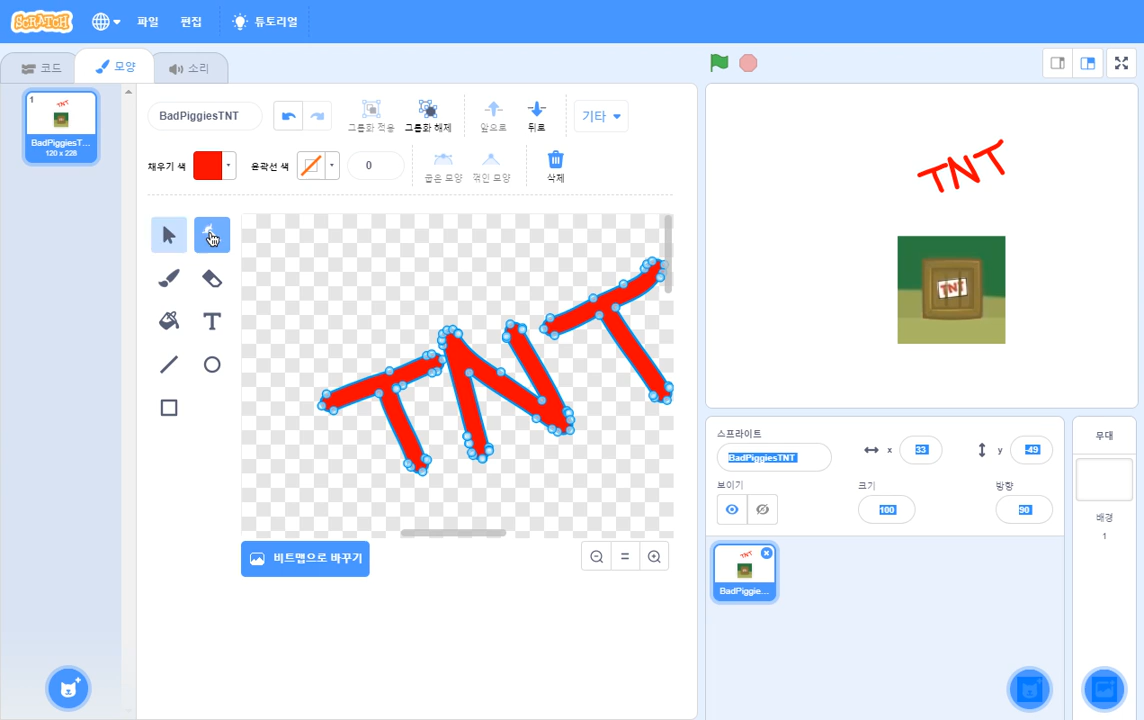 SCRATCH
파일
편집
튜토리얼
코드
모양
소리
1
BadPiggiesT...
120 x 228
BadPiggiesTNT
그룹화 적용
그룹화 해제
앞으로
뒤로
기타
채우기 색
윤곽선 색
0
굽은 모양
꺾인 모양
삭제
TNT
T
비트맵으로 바꾸기
TNT
TNT
스프라이트
BadPiggiesTNT
x
33
y
-49
보이기
크기
100
방향
90
BadPiggie...
무대
배경
1